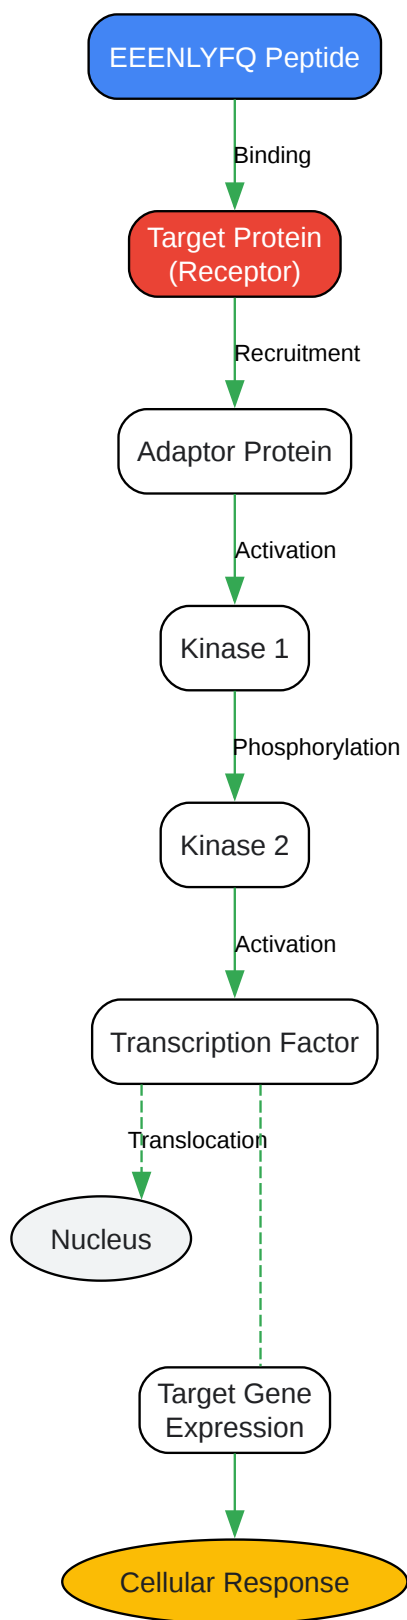 EEENLYFQ Peptide
Binding
Target Protein
(Receptor)
Recruitment
Adaptor Protein
Activation
Kinase 1
Phosphorylation
Kinase 2
Activation
Transcription Factor
Translocation
Nucleus
Target Gene
Expression
Cellular Response